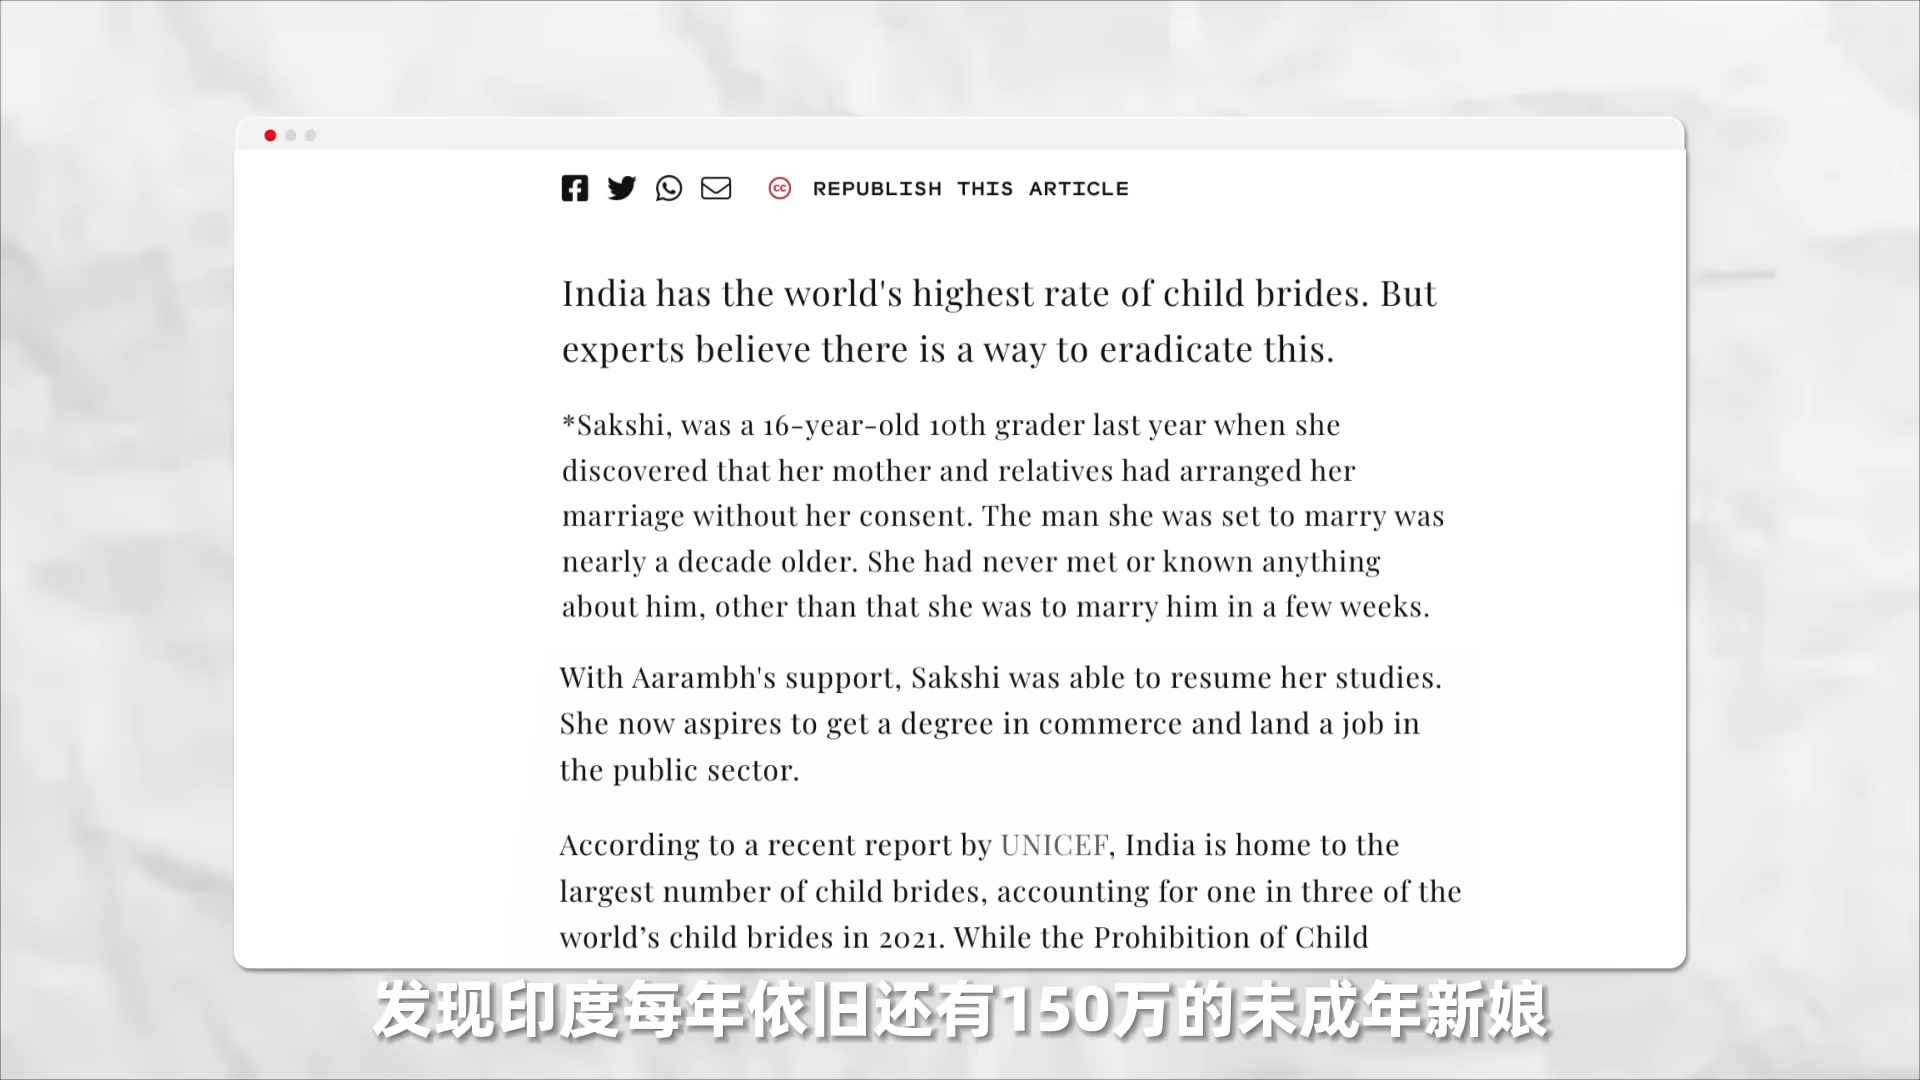 cc REPUBLISH THIS ARTICLE
India has the world's highest rate of child brides. But
experts believe there is a way to eradicate this.
*Sakshi, was a 16-year-old 10th grader last year when she
discovered that her mother and relatives had arranged her
marriage without her consent. The man she was set to marry was
nearly a decade older. She had never met or known anything
about him, other than that she was to marry him in a few weeks.
With Aarambh's support, Sakshi was able to resume her studies.
She now aspires to get a degree in commerce and land a job in
the public sector.
According to a recent report by UNICEF, India is home to the
largest number of child brides, accounting for one in three of the
world’s child brides in 2021. While the Prohibition of Child
发现印度每年依旧还有150万的未成年新娘